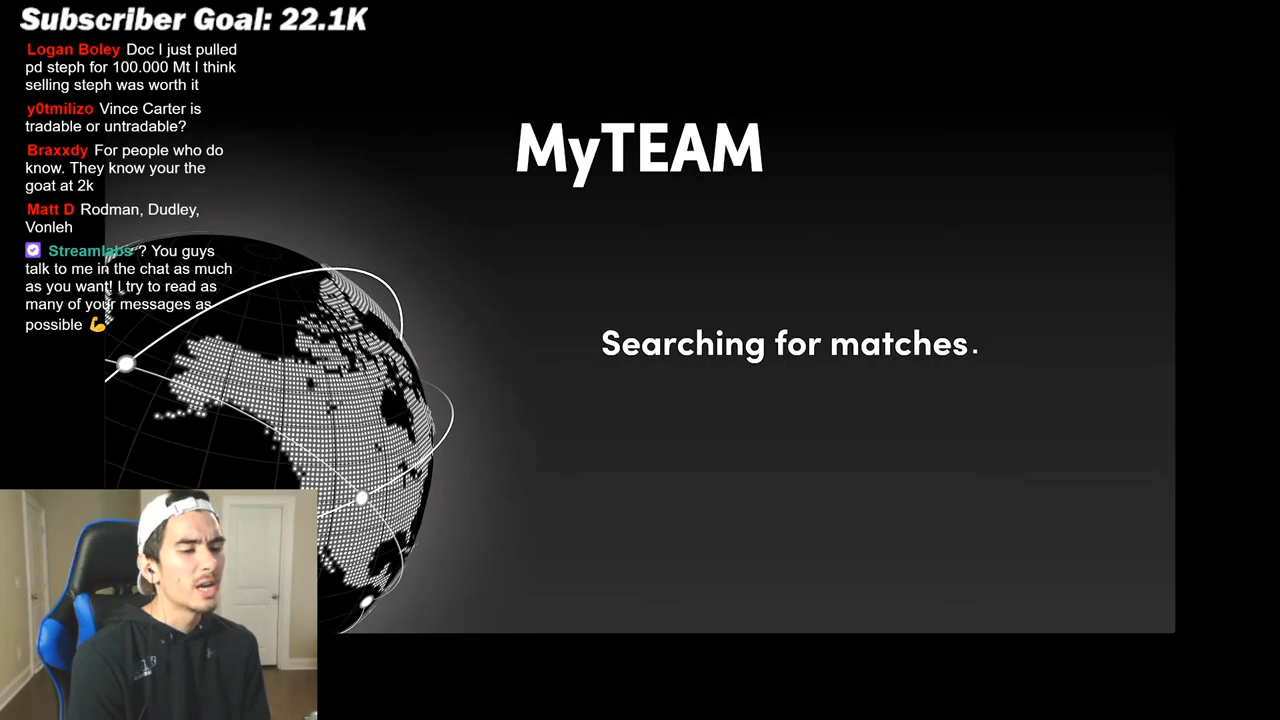 Subscriber Goal: 22.1K
Logan Boley Doc I just pulled
pd steph for 100.000 Mt I think
selling steph was worth it
y0tmilizo Vince Carter is
tradable or untradable?
Braxxdy For people who do
know. They know your the
goat at 2k
Matt D Rodman, Dudley,
Vonleh
Streamlabs ? You guys
talk to me in the chat as much
as you want! I try to read as
many of your messages as
possible 💪
MyTEAM
Searching for matches.